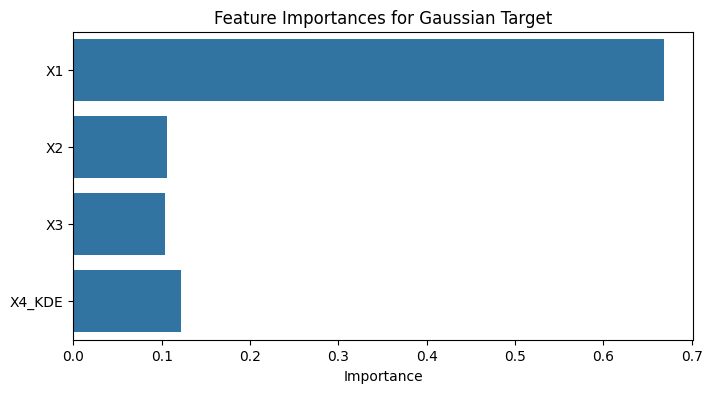 Feature Importances for Gaussian Target
X1
X2
X3
X4_KDE
0.0 0.1 0.2 0.3 0.4 0.5 0.6 0.7
Importance